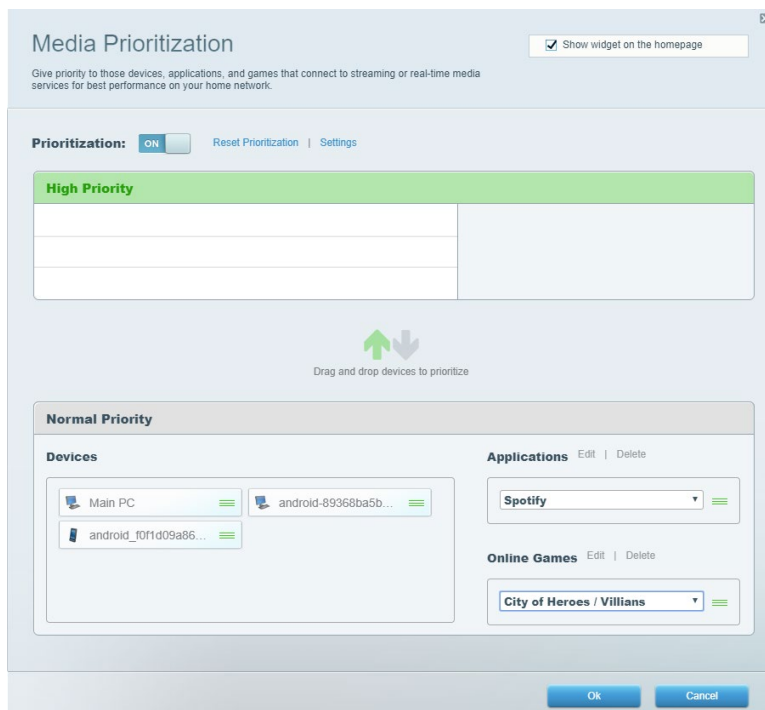 Media Prioritization
Show widget on the homepage
Give priority to those devices, applications, and games that connect to streaming or real-time media
services for best performance on your home network.
Prioritization: ON Reset Prioritization | Settings
High Priority
Drag and drop devices to prioritize
Normal Priority
Devices
Applications Edit | Delete
Main PC
android-89368ba5b...
Spotify
android_f0f1d09a86...
Online Games Edit | Delete
City of Heroes / Villians
Ok Cancel